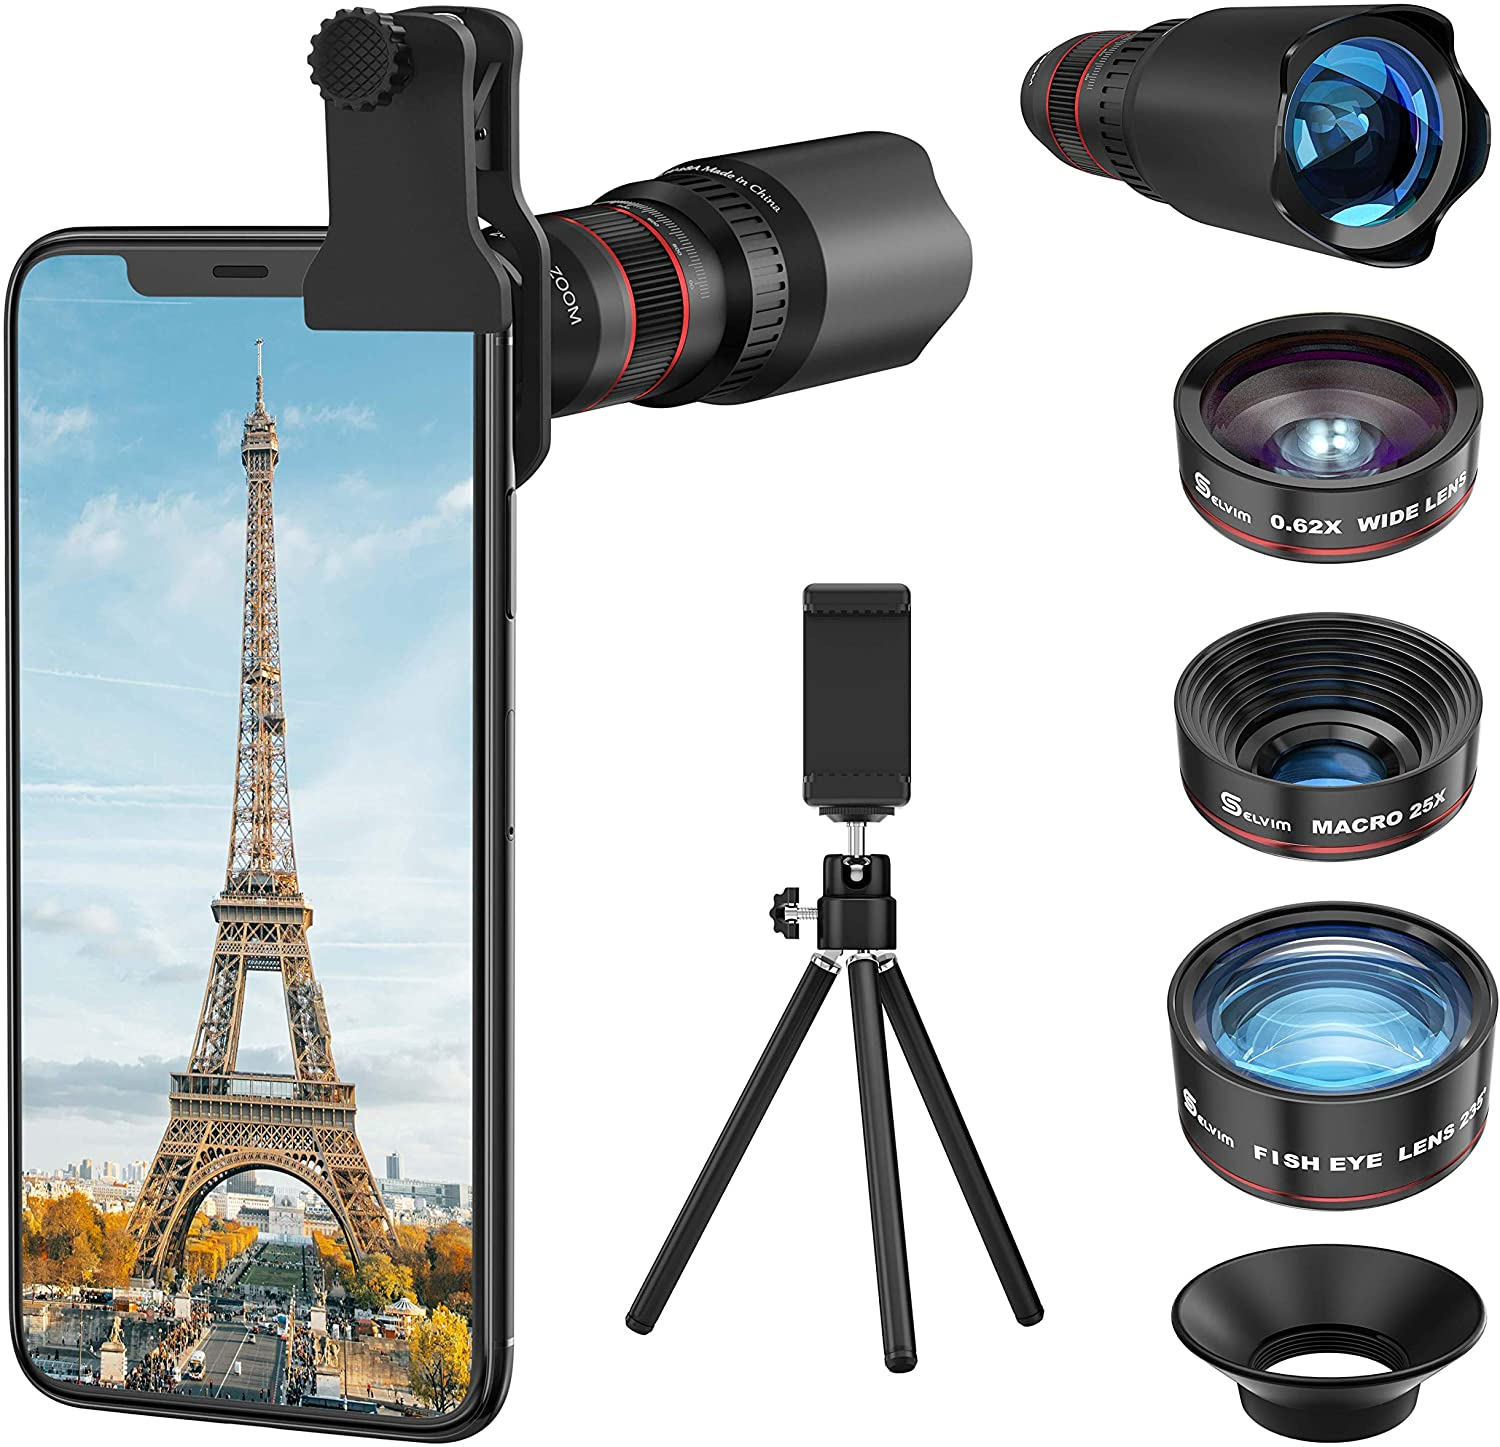 Made in China
ZOOM
SELVIM 0.62X WIDE LENS
SELVIM MACRO 25X
SELVIM FISH EYE LENS 235°